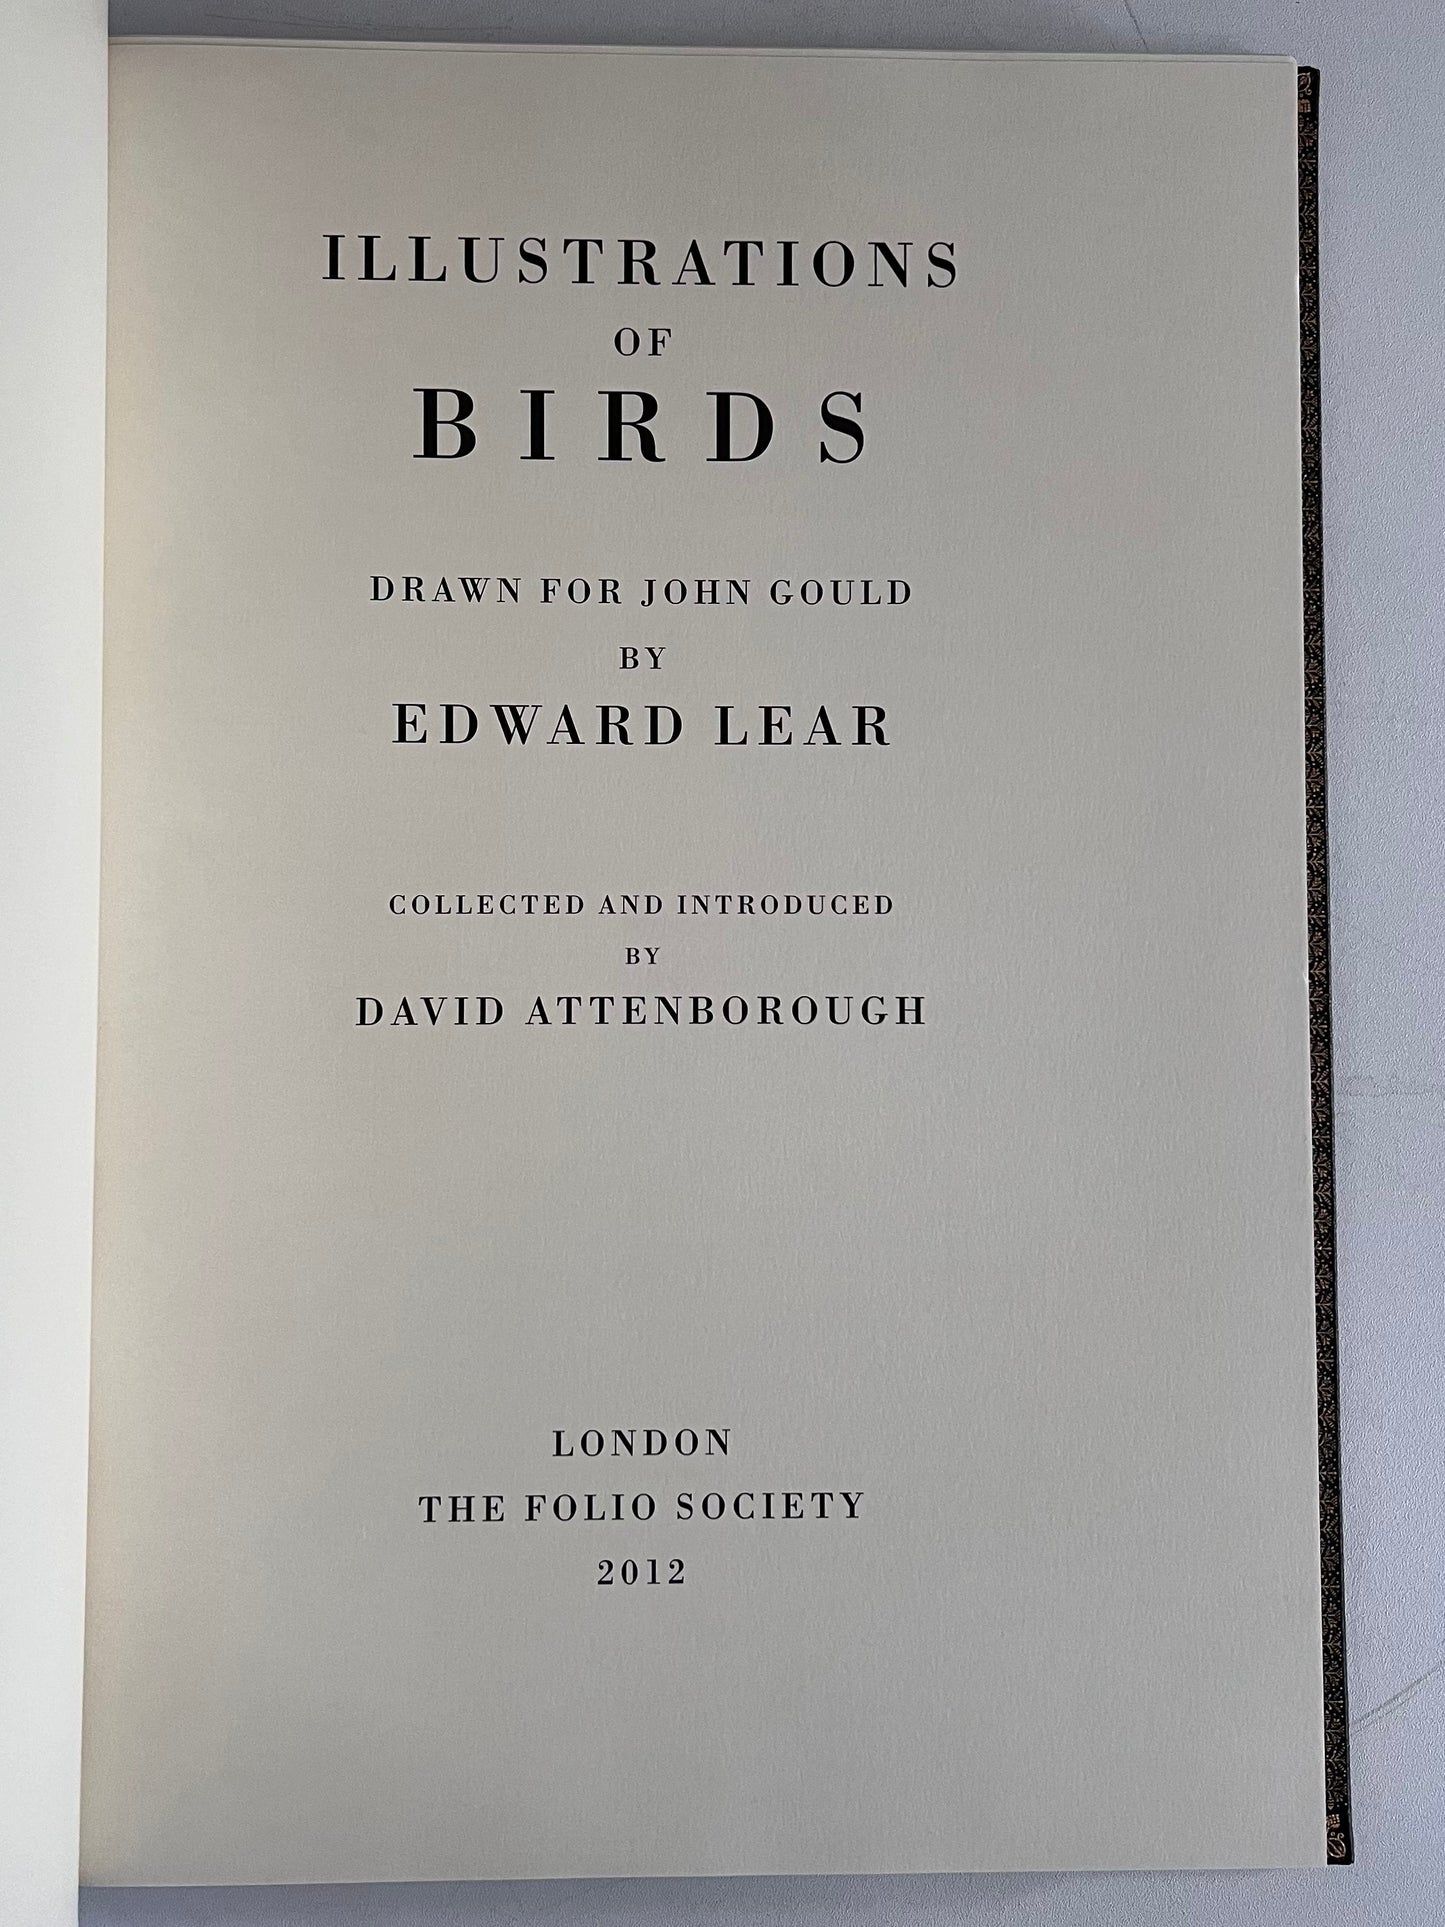 ILLUSTRATIONS
OF
BIRDS
DRAWN FOR JOHN GOULD
BY
EDWARD LEAR
COLLECTED AND INTRODUCED
BY
DAVID ATTENBOROUGH
LONDON
THE FOLIO SOCIETY
2012